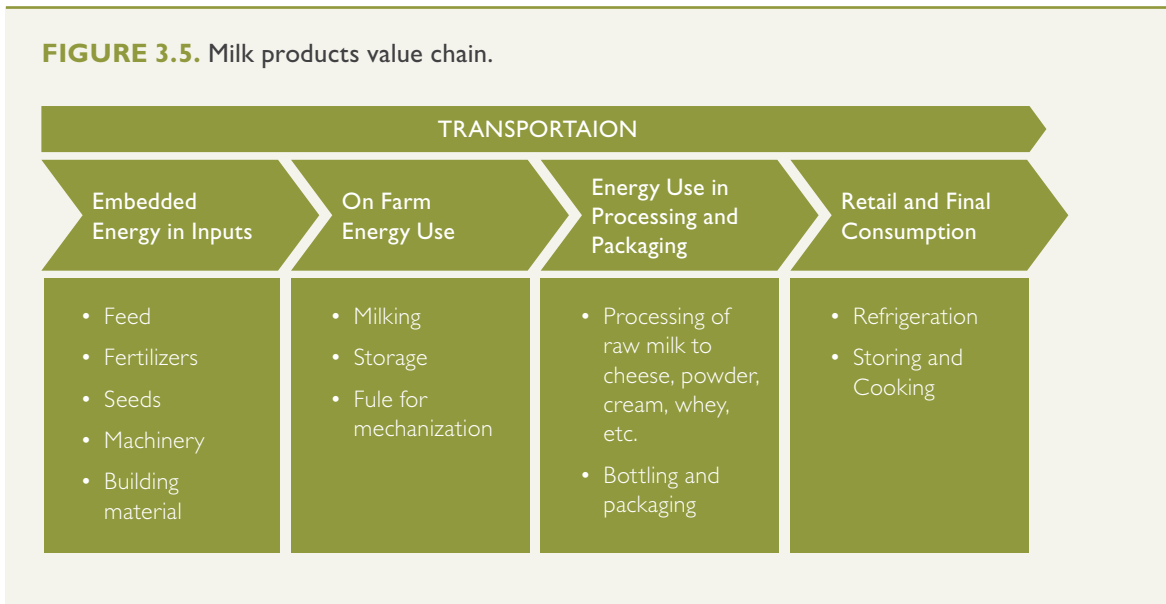 FIGURE 3.5. Milk products value chain.
TRANSPORTAION
Embedded
Energy in Inputs
On Farm
Energy Use
Energy Use in
Processing and
Packaging
Retail and Final
Consumption
• Feed
• Fertilizers
• Seeds
• Machinery
• Building
material
• Milking
• Storage
• Fule for
mechanization
• Processing of
raw milk to
cheese, powder,
cream, whey,
etc.
• Bottling and
packaging
• Refrigeration
• Storing and
Cooking